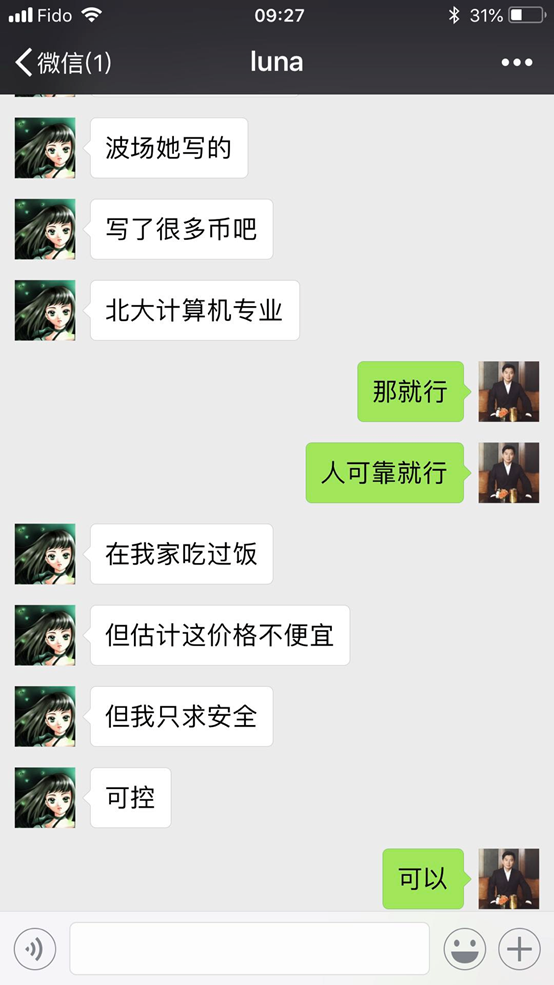 Fido 09:27 31%
微信(1) luna
波场她写的
写了很多币吧
北大计算机专业
那就行
人可靠就行
在我家吃过饭
但估计这价格不便宜
但我只求安全
可控
可以